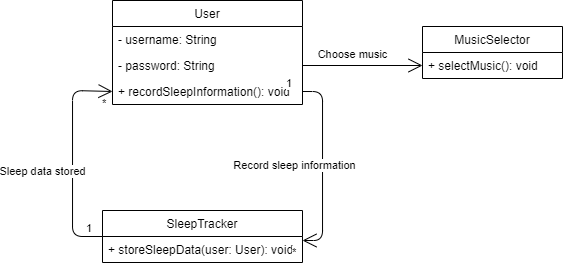 User
- username: String
- password: String
+ recordSleepInformation(): void
1
*
Choose music
MusicSelector
+ selectMusic(): void
Sleep data stored
Record sleep information
1
SleepTracker
+ storeSleepData(user: User): void
*